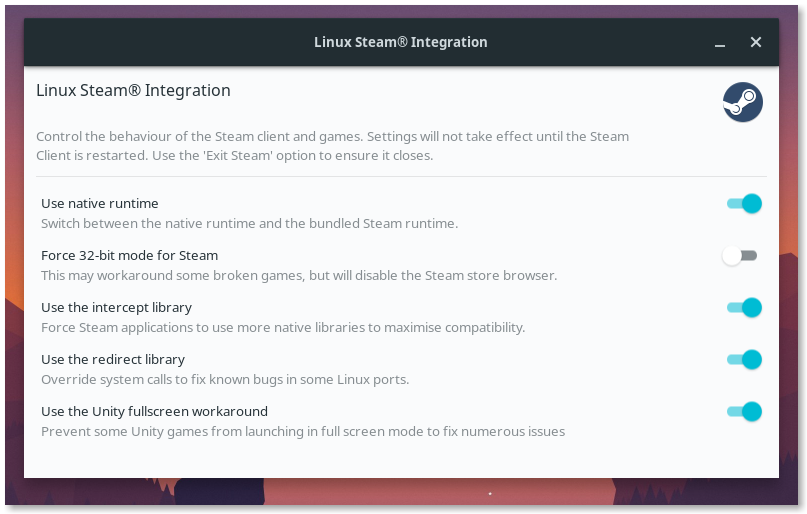 Linux Steam® Integration
Linux Steam® Integration
Control the behaviour of the Steam client and games. Settings will not take effect until the Steam
Client is restarted. Use the 'Exit Steam' option to ensure it closes.
Use native runtime
Switch between the native runtime and the bundled Steam runtime.
Force 32-bit mode for Steam
This may workaround some broken games, but will disable the Steam store browser.
Use the intercept library
Force Steam applications to use more native libraries to maximise compatibility.
Use the redirect library
Override system calls to fix known bugs in some Linux ports.
Use the Unity fullscreen workaround
Prevent some Unity games from launching in full screen mode to fix numerous issues